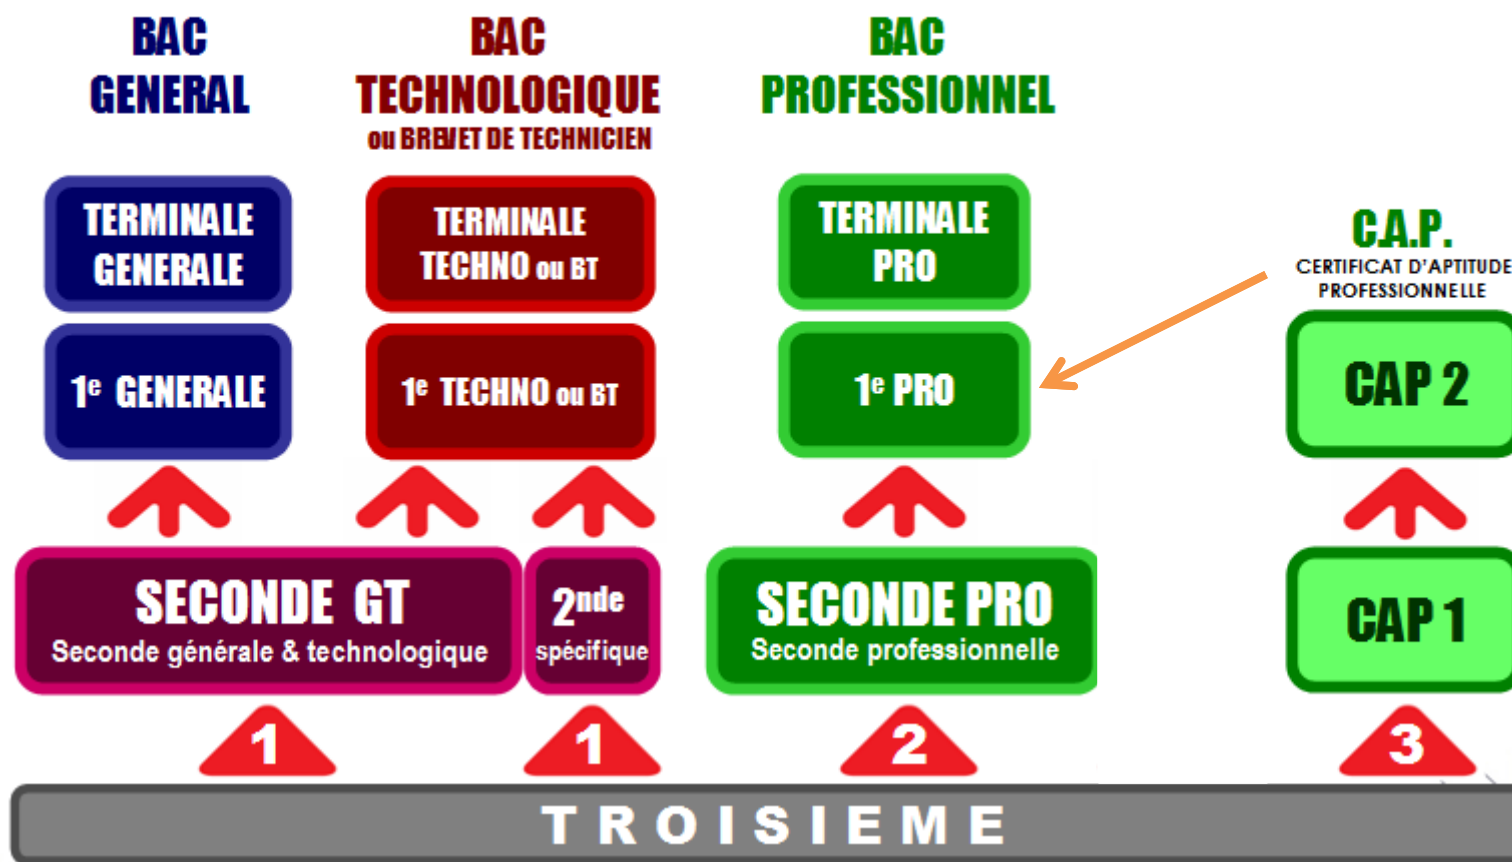 BAC
GENERAL
BAC
TECHNOLOGIQUE
ou BREVET DE TECHNICIEN
BAC
PROFESSIONNEL
TERMINALE
GENERALE
TERMINALE
TECHNO ou BT
TERMINALE
PRO
C.A.P.
CERTIFICAT D'APTITUDE
PROFESSIONNELLE
1e GENERALE
1e TECHNO ou BT
1e PRO
CAP 2
SECONDE GT
Seconde générale & technologique
2nde
spécifique
SECONDE PRO
Seconde professionnelle
CAP 1
1
1
2
3
TROISIEME